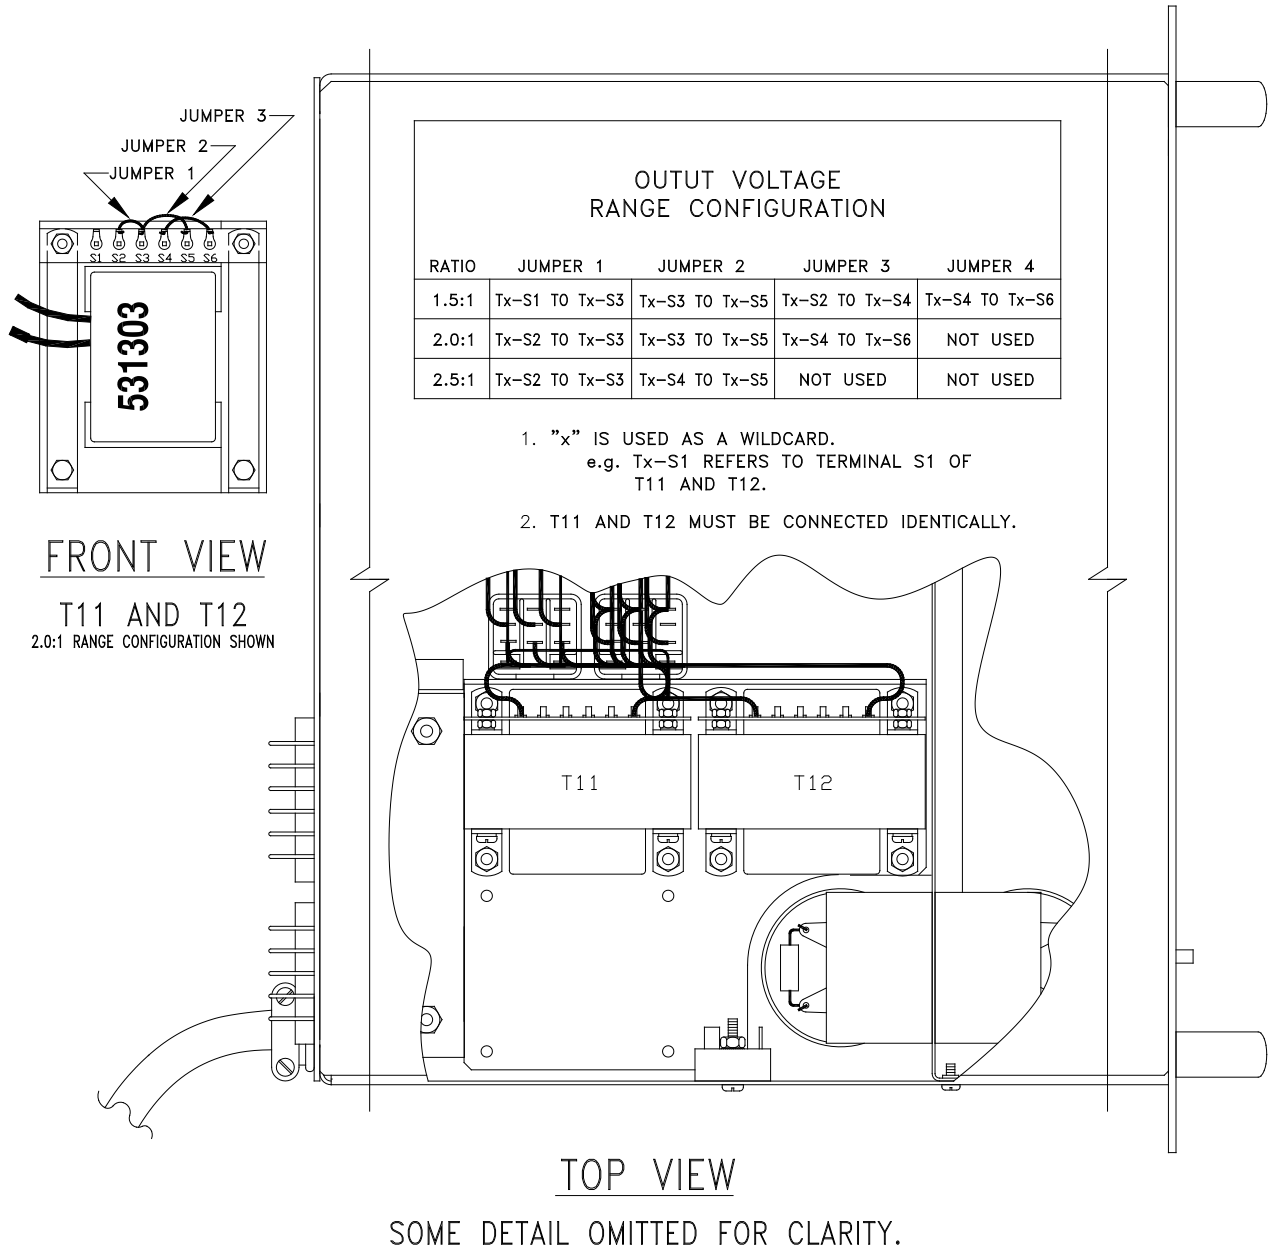 JUMPER 3
JUMPER 2
JUMPER 1
S1 S2 S3 S4 S5 S6
531303
FRONT VIEW
T11 AND T12
2.0:1 RANGE CONFIGURATION SHOWN
OUTUT VOLTAGE
RANGE CONFIGURATION
RATIO JUMPER 1 JUMPER 2 JUMPER 3 JUMPER 4
1.5:1 Tx-S1 TO Tx-S3 Tx-S3 TO Tx-S5 Tx-S2 TO Tx-S4 Tx-S4 TO Tx-S6
2.0:1 Tx-S2 TO Tx-S3 Tx-S3 TO Tx-S5 Tx-S4 TO Tx-S6 NOT USED
2.5:1 Tx-S2 TO Tx-S3 Tx-S4 TO Tx-S5 NOT USED NOT USED
1. ”x” IS USED AS A WILDCARD.
e.g. Tx-S1 REFERS TO TERMINAL S1 OF
T11 AND T12.
2. T11 AND T12 MUST BE CONNECTED IDENTICALLY.
T11 T12
TOP VIEW
SOME DETAIL OMITTED FOR CLARITY.